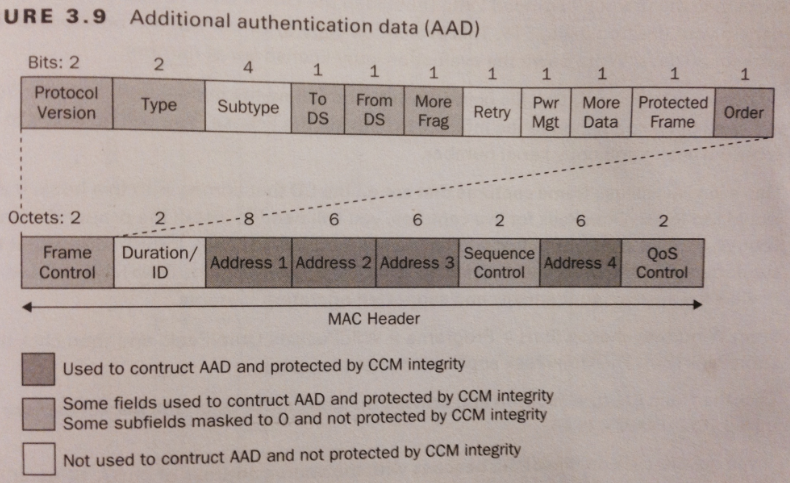 URE 3.9 Additional authentication data (AAD)
Bits: 2 2 4 1 1 1 1 1 1 1 1
Protocol Version Type Subtype To DS From DS More Frag Retry Pwr Mgt More Data Protected Frame Order
Octets: 2 2 8 6 6 2 6 2
Frame Control Duration/ ID Address 1 Address 2 Address 3 Sequence Control Address 4 QoS Control
MAC Header
Used to contruct AAD and protected by CCM integrity
Some fields used to contruct AAD and protected by CCM integrity
Some subfields masked to 0 and not protected by CCM integrity
Not used to contruct AAD and not protected by CCM integrity